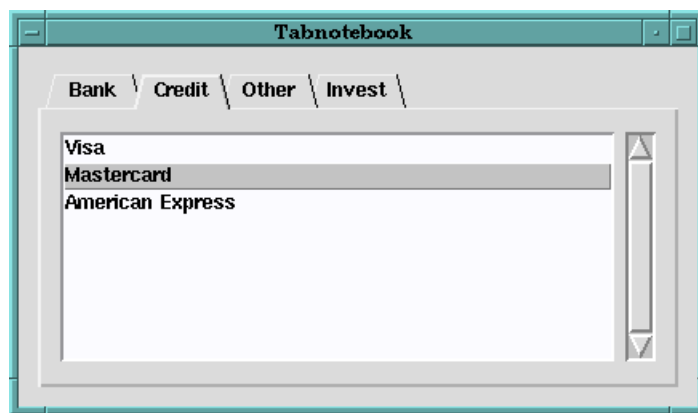 Tabnotebook
Bank Credit Other Invest
Visa
Mastercard
American Express